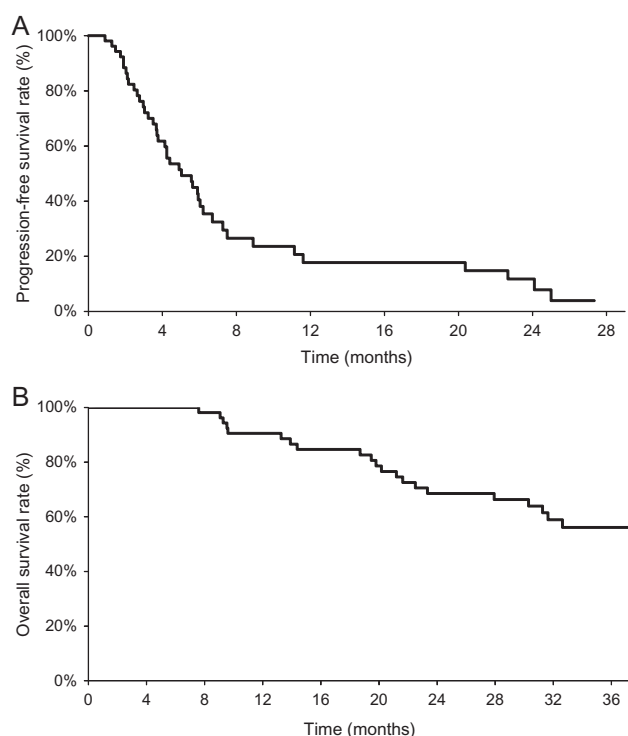 A
Progression-free survival rate (%)
100%
80%
60%
40%
20%
0%
0 4 8 12 16 20 24 28
Time (months)
B
Overall survival rate (%)
100%
80%
60%
40%
20%
0%
0 4 8 12 16 20 24 28 32 36
Time (months)